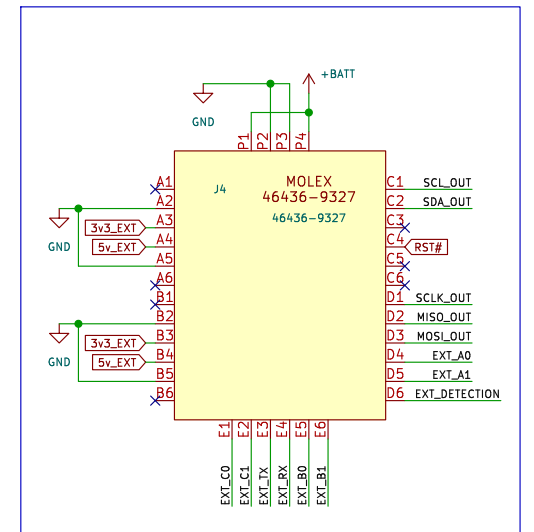 +BATT
GND
P1
P2
P3
P4
J4
MOLEX
46436-9327
46436-9327
A1
A2
A3
A4
A5
A6
B1
B2
B3
B4
B5
B6
GND
3v3_EXT
5v_EXT
GND
3v3_EXT
5v_EXT
C1 SCL_OUT
C2 SDA_OUT
C3
C4 RST#
C5
C6
D1 SCLK_OUT
D2 MISO_OUT
D3 MOSI_OUT
D4 EXT_A0
D5 EXT_A1
D6 EXT_DETECTION
E1 EXT_C0
E2 EXT_C1
E3 EXT_TX
E4 EXT_RX
E5 EXT_B0
E6 EXT_B1